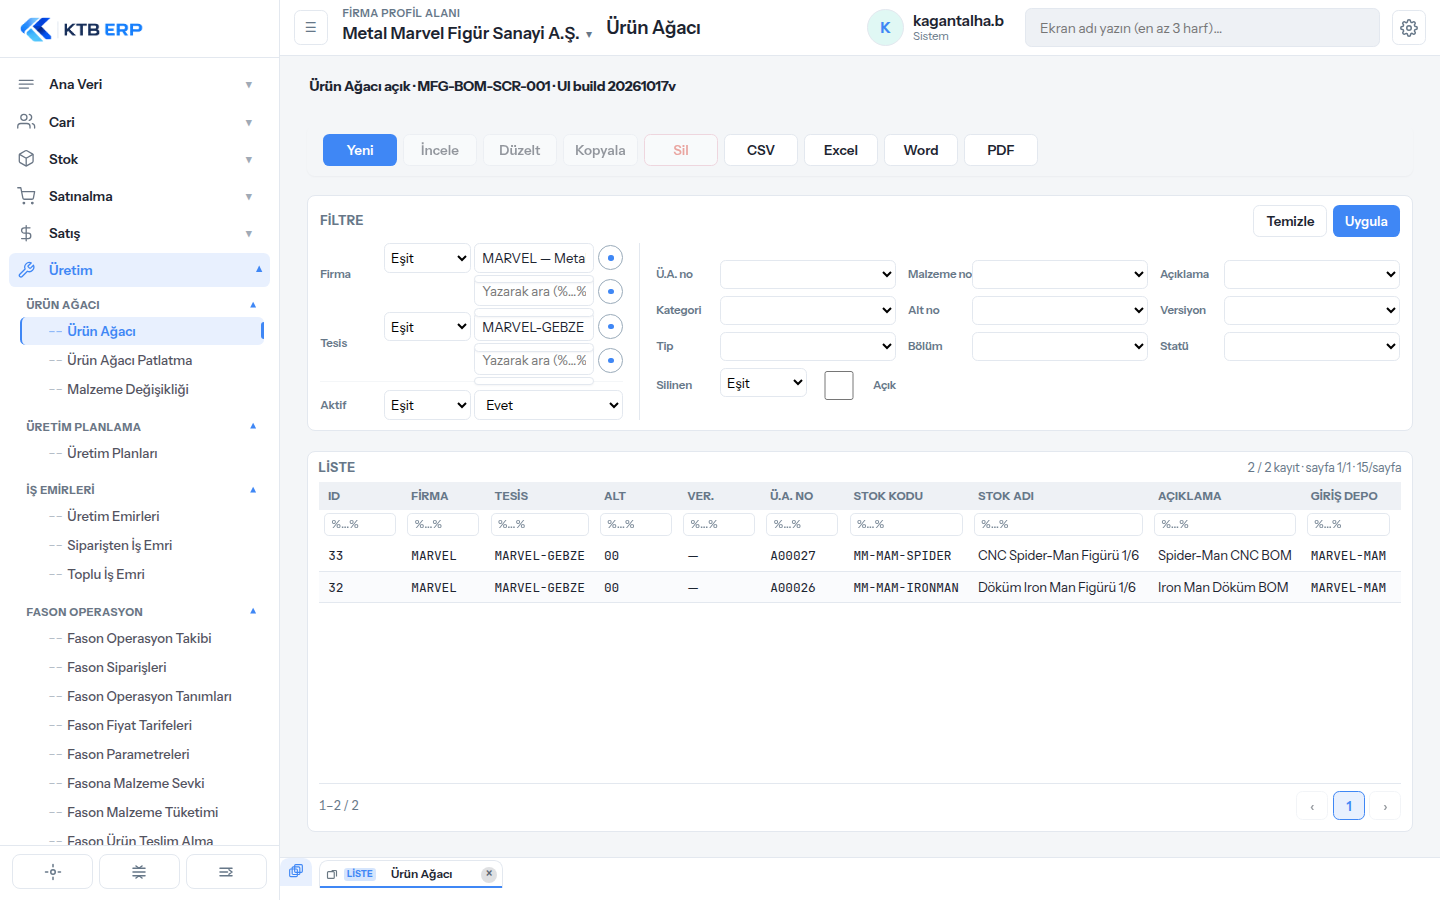 KTB ERP
Ana Veri
Cari
Stok
Satınalma
Satış
Üretim
ÜRÜN AĞACI
Ürün Ağacı
Ürün Ağacı Patlatma
Malzeme Değişikliği
ÜRETİM PLANLAMA
Üretim Planları
İŞ EMİRLERİ
Üretim Emirleri
Siparişten İş Emri
Toplu İş Emri
FASON OPERASYON
Fason Operasyon Takibi
Fason Siparişleri
Fason Operasyon Tanımları
Fason Fiyat Tarifeleri
Fason Parametreleri
Fasona Malzeme Sevki
Fason Malzeme Tüketimi
Fason Ürün Teslim Alma
FİRMA PROFİL ALANI
Metal Marvel Figür Sanayi A.Ş.
Ürün Ağacı
K
kagantalha.b
Sistem
Ekran adı yazın (en az 3 harf)...
Ürün Ağacı açık · MFG-BOM-SCR-001 · UI build 20261017v
Yeni İncele Düzelt Kopyala Sil CSV Excel Word PDF
FİLTRE
Temizle Uygula
Firma Eşit MARVEL — Meta
Yazarak ara (%...%
Tesis Eşit MARVEL-GEBZE
Yazarak ara (%...%
Aktif Eşit Evet
Ü.A. no Malzeme no Açıklama
Kategori Alt no Versiyon
Tip Bölüm Statü
Silinen Eşit Açık
LİSTE
2 / 2 kayıt · sayfa 1/1 · 15/sayfa
ID FİRMA TESİS ALT VER. Ü.A. NO STOK KODU STOK ADI AÇIKLAMA GİRİŞ DEPO
%...% %...% %...% %...% %...% %...% %...% %...% %...% %...%
33 MARVEL MARVEL-GEBZE 00 — A00027 MM-MAM-SPIDER CNC Spider-Man Figürü 1/6 Spider-Man CNC BOM MARVEL-MAM
32 MARVEL MARVEL-GEBZE 00 — A00026 MM-MAM-IRONMAN Döküm Iron Man Figürü 1/6 Iron Man Döküm BOM MARVEL-MAM
1–2 / 2
‹ 1 ›
LİSTE Ürün Ağacı ×